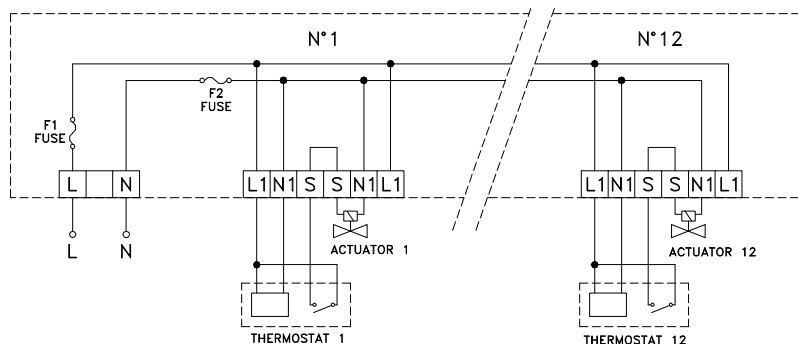 N°1
N°12
F2
FUSE
F1
FUSE
L N
L1 N1 S S N1 L1
L1 N1 S S N1 L1
L N
ACTUATOR 1
ACTUATOR 12
THERMOSTAT 1
THERMOSTAT 12